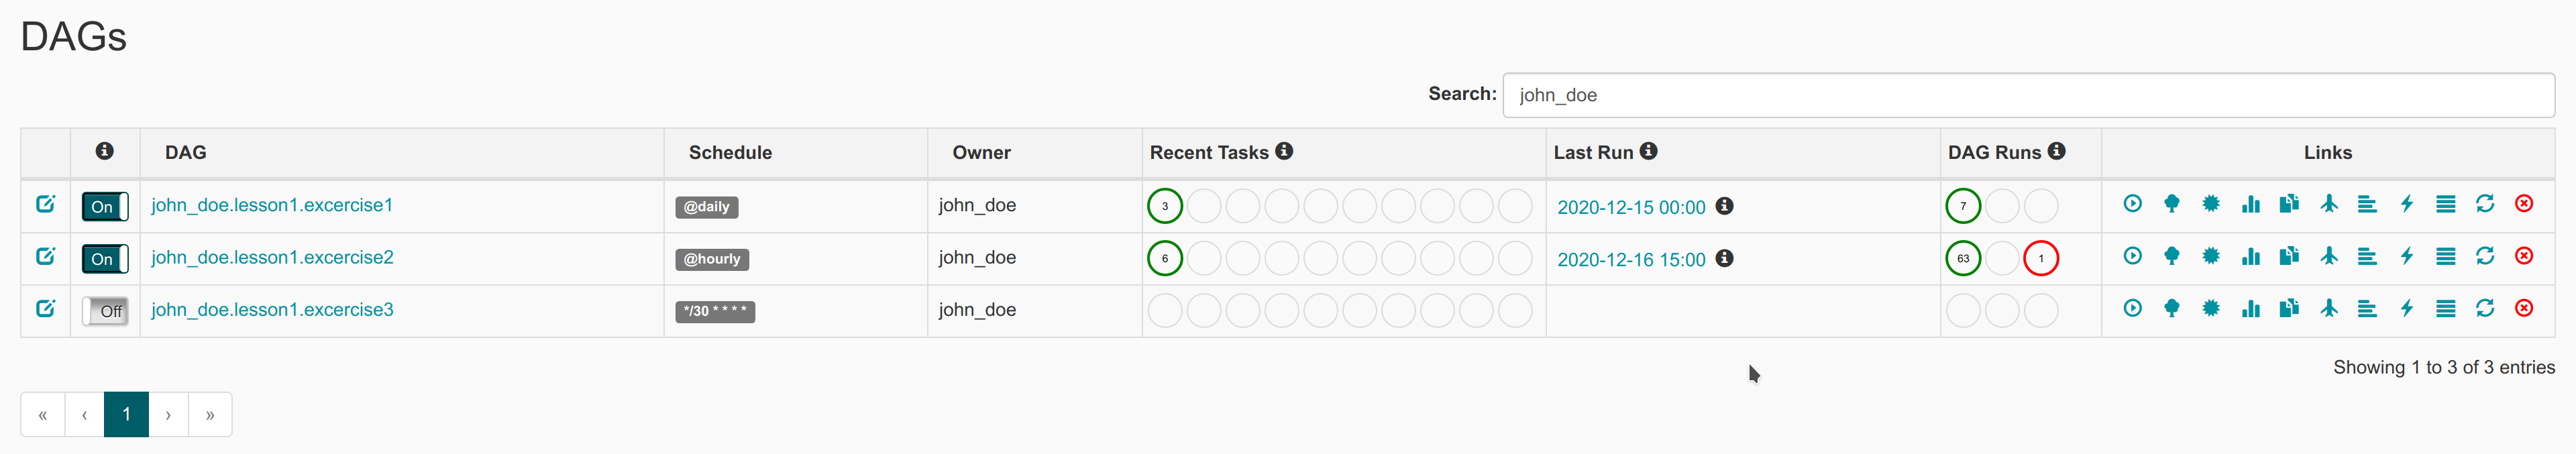 DAGs
Search: john_doe
DAG Schedule Owner Recent Tasks Last Run DAG Runs Links
On john_doe.lesson1.excercise1 @daily john_doe 3 2020-12-15 00:00 7
On john_doe.lesson1.excercise2 @hourly john_doe 6 2020-12-16 15:00 63 1
Off john_doe.lesson1.excercise3 */30 * * * * john_doe
Showing 1 to 3 of 3 entries
« ‹ 1 › »